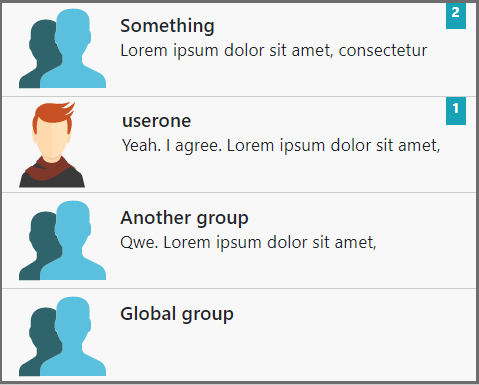 Something
2
Lorem ipsum dolor sit amet, consectetur
userone
1
Yeah. I agree. Lorem ipsum dolor sit amet,
Another group
Qwe. Lorem ipsum dolor sit amet,
Global group